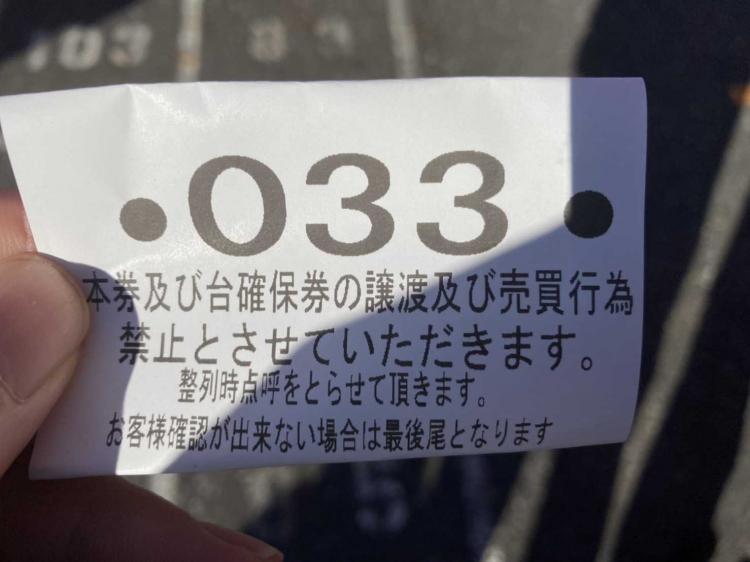 103 83
•033•
本券及び台確保券の譲渡及び売買行為
禁止とさせていただきます。
整列時点呼をとらせて頂きます。
お客様確認が出来ない場合は最後尾となります